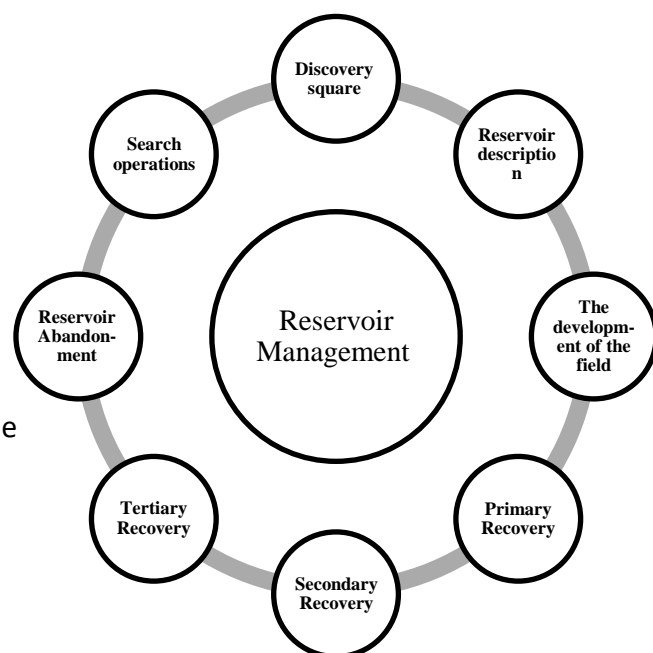 Discovery
square
Reservoir
descriptio
n
The
developm-
ent of the
field
Primary
Recovery
Secondary
Recovery
Tertiary
Recovery
Reservoir
Abandon-
ment
Search
operations
Reservoir
Management
e